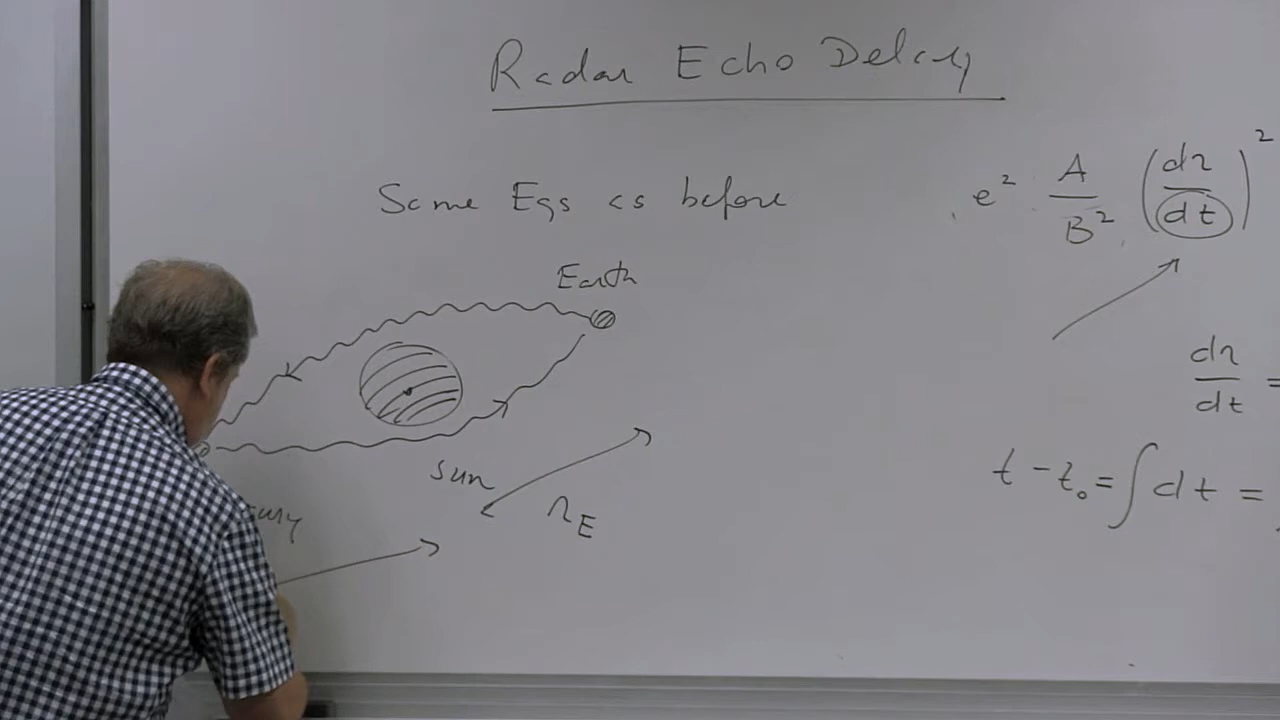 Radar Echo Delay
Same Eqs as before
e² A/B² (dr/dt)²
Earth
dr/dt =
t - t₀ = ∫ dt =
sun
r_E